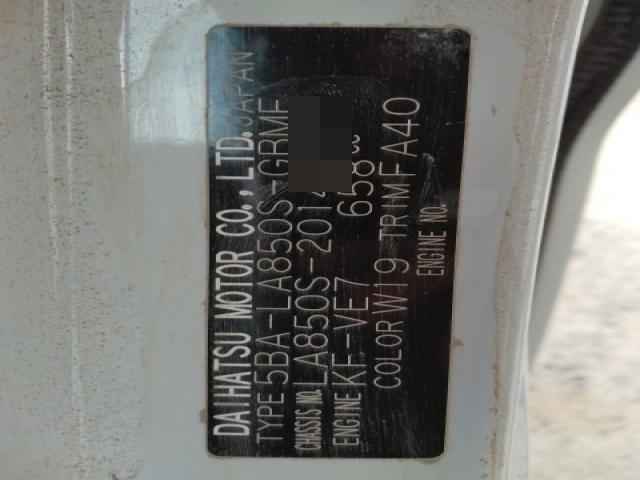 DAIHATSU MOTOR CO., LTD. JAPAN
TYPE 5BA-LA850S-GRMF
CHASSIS NO. LA850S-201
ENGINE KF-VE7 658 cc
COLOR W19 TRIM FA40
ENGINE NO.